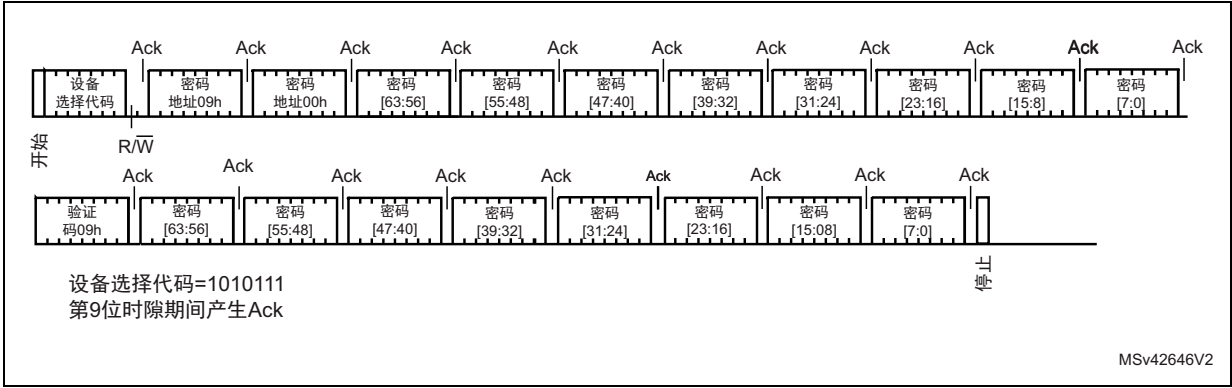 Ack Ack Ack Ack Ack Ack Ack Ack Ack Ack Ack
设备 密码 密码 密码 密码 密码 密码 密码 密码 密码 密码
选择代码 地址09h 地址00h [63:56] [55:48] [47:40] [39:32] [31:24] [23:16] [15:8] [7:0]
开始
R/W̅
Ack Ack Ack Ack Ack Ack Ack Ack Ack
验证 密码 密码 密码 密码 密码 密码 密码 密码
码09h [63:56] [55:48] [47:40] [39:32] [31:24] [23:16] [15:08] [7:0]
停止
设备选择代码=1010111
第9位时隙期间产生Ack
MSv42646V2